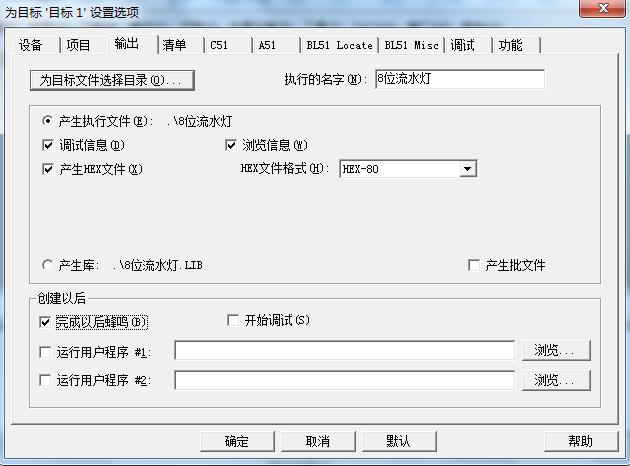 为目标 '目标 1' 设置选项
设备 项目 输出 清单 C51 A51 BL51 Locate BL51 Misc 调试 功能
为目标文件选择目录(O)... 执行的名字(N): 8位流水灯
产生执行文件(E): .\8位流水灯
调试信息(D) 浏览信息(W)
产生HEX文件(X) HEX文件格式(H): HEX-80
产生库: .\8位流水灯.LIB 产生批文件
创建以后
完成以后蜂鸣(B) 开始调试(S)
运行用户程序 #1: 浏览...
运行用户程序 #2: 浏览...
确定 取消 默认 帮助